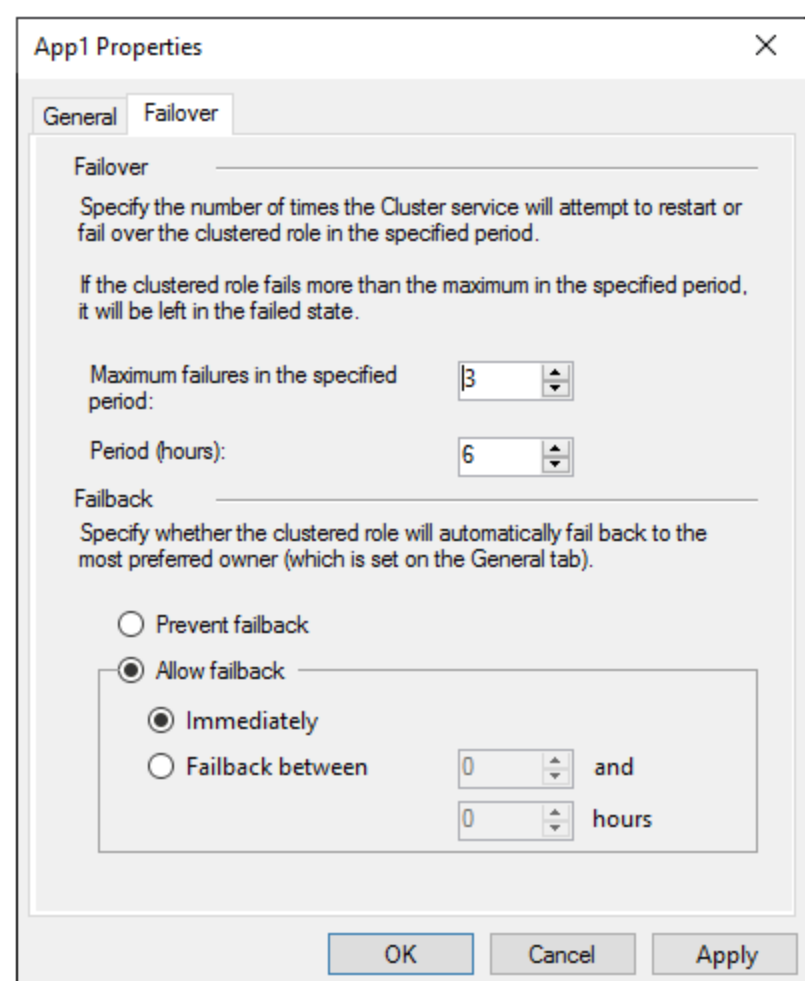 App1 Properties
General
Failover
Failover
Specify the number of times the Cluster service will attempt to restart or
fail over the clustered role in the specified period.
If the clustered role fails more than the maximum in the specified period,
it will be left in the failed state.
Maximum failures in the specified
period:
3
Period (hours):
6
Failback
Specify whether the clustered role will automatically fail back to the
most preferred owner (which is set on the General tab).
Prevent failback
Allow failback
Immediately
Failback between
0
and
0
hours
OK
Cancel
Apply